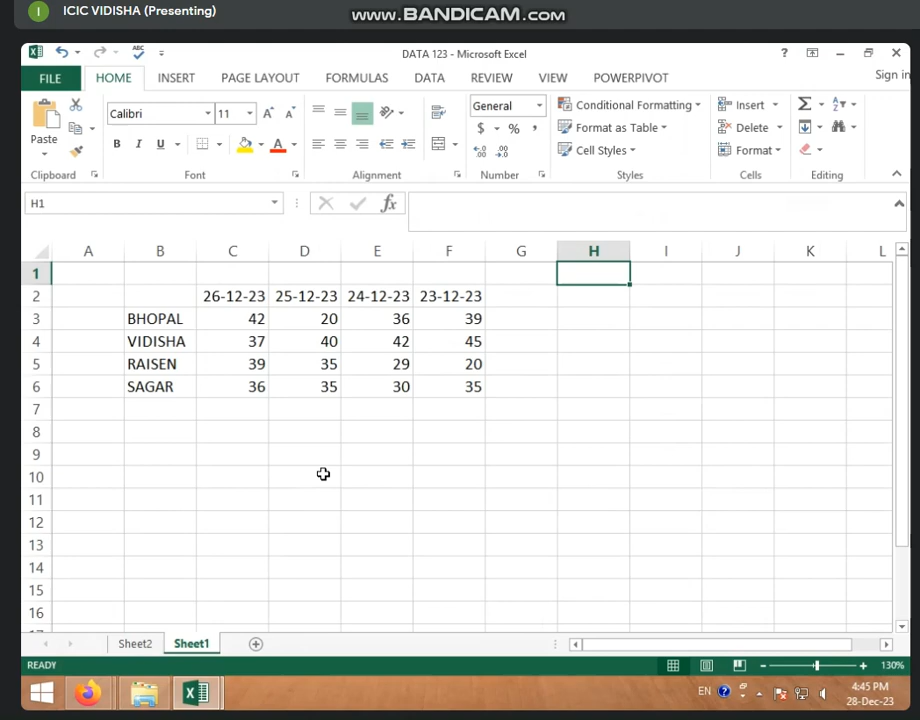 I ICIC VIDISHA (Presenting)
www.BANDICAM.com
DATA 123 - Microsoft Excel
FILE HOME INSERT PAGE LAYOUT FORMULAS DATA REVIEW VIEW POWERPIVOT Sign in
Calibri 11 General Conditional Formatting Insert
Paste B I U A $ % , Format as Table Delete
Cell Styles Format
Clipboard Font Alignment Number Styles Cells Editing
H1 fx
A B C D E F G H I J K L
1
2 26-12-23 25-12-23 24-12-23 23-12-23
3 BHOPAL 42 20 36 39
4 VIDISHA 37 40 42 45
5 RAISEN 39 35 29 20
6 SAGAR 36 35 30 35
7
8
9
10
11
12
13
14
15
16
Sheet2 Sheet1
READY 130%
EN 4:45 PM
28-Dec-23